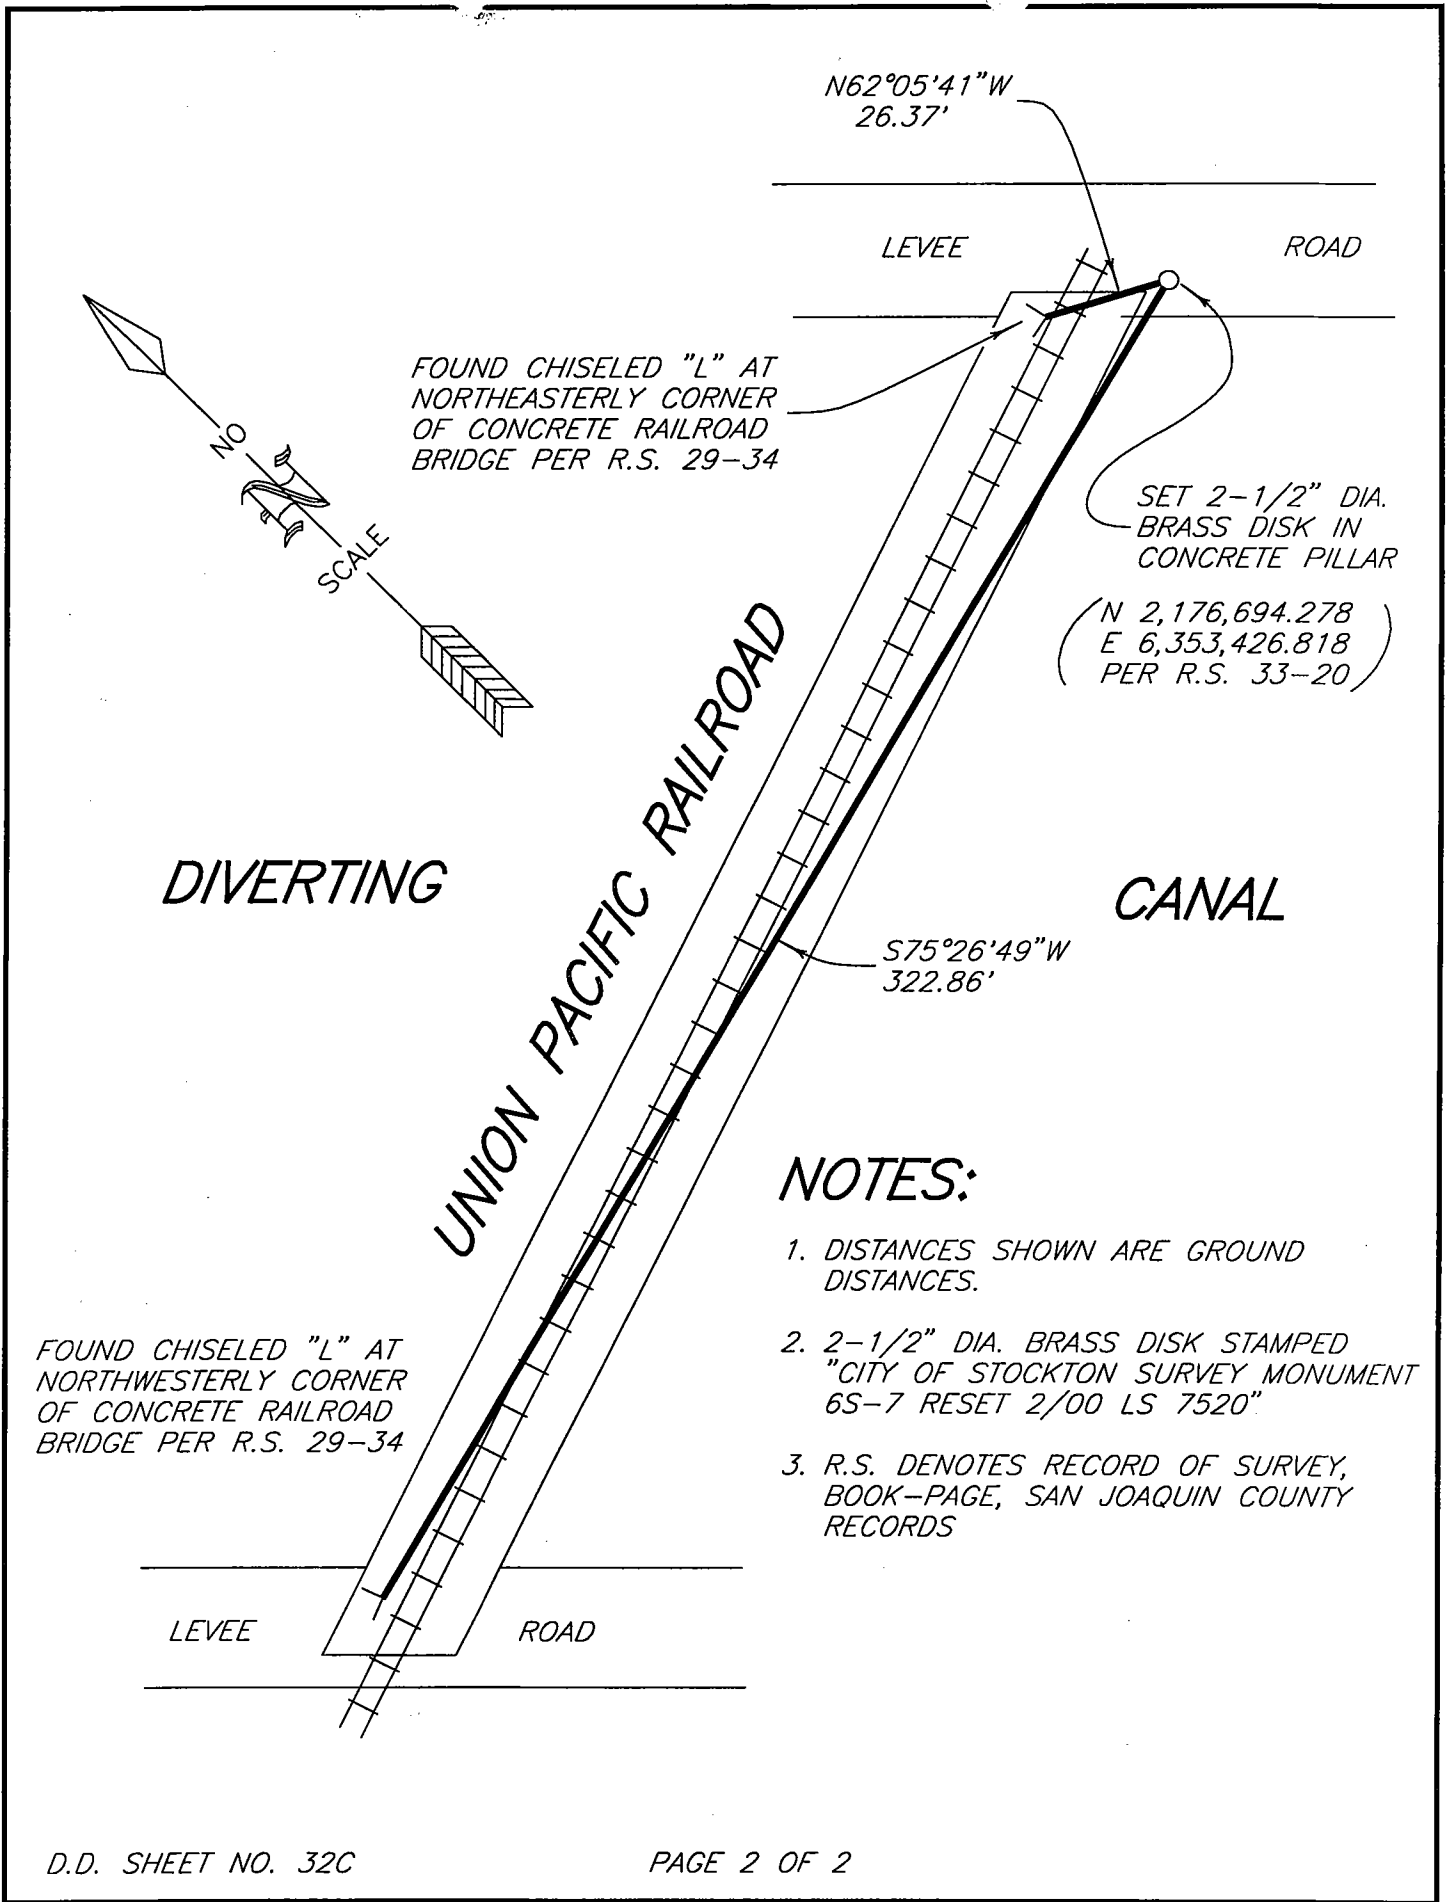 N62°05'41"W
26.37'
LEVEE
ROAD
FOUND CHISELED "L" AT
NORTHEASTERLY CORNER
OF CONCRETE RAILROAD
BRIDGE PER R.S. 29-34
NO
N
SCALE
SET 2-1/2" DIA.
BRASS DISK IN
CONCRETE PILLAR
(N 2,176,694.278
E 6,353,426.818
PER R.S. 33-20)
UNION PACIFIC RAILROAD
DIVERTING
CANAL
S75°26'49"W
322.86'
NOTES:
1. DISTANCES SHOWN ARE GROUND
DISTANCES.
2. 2-1/2" DIA. BRASS DISK STAMPED
"CITY OF STOCKTON SURVEY MONUMENT
6S-7 RESET 2/00 LS 7520"
3. R.S. DENOTES RECORD OF SURVEY,
BOOK-PAGE, SAN JOAQUIN COUNTY
RECORDS
FOUND CHISELED "L" AT
NORTHWESTERLY CORNER
OF CONCRETE RAILROAD
BRIDGE PER R.S. 29-34
LEVEE
ROAD
D.D. SHEET NO. 32C
PAGE 2 OF 2